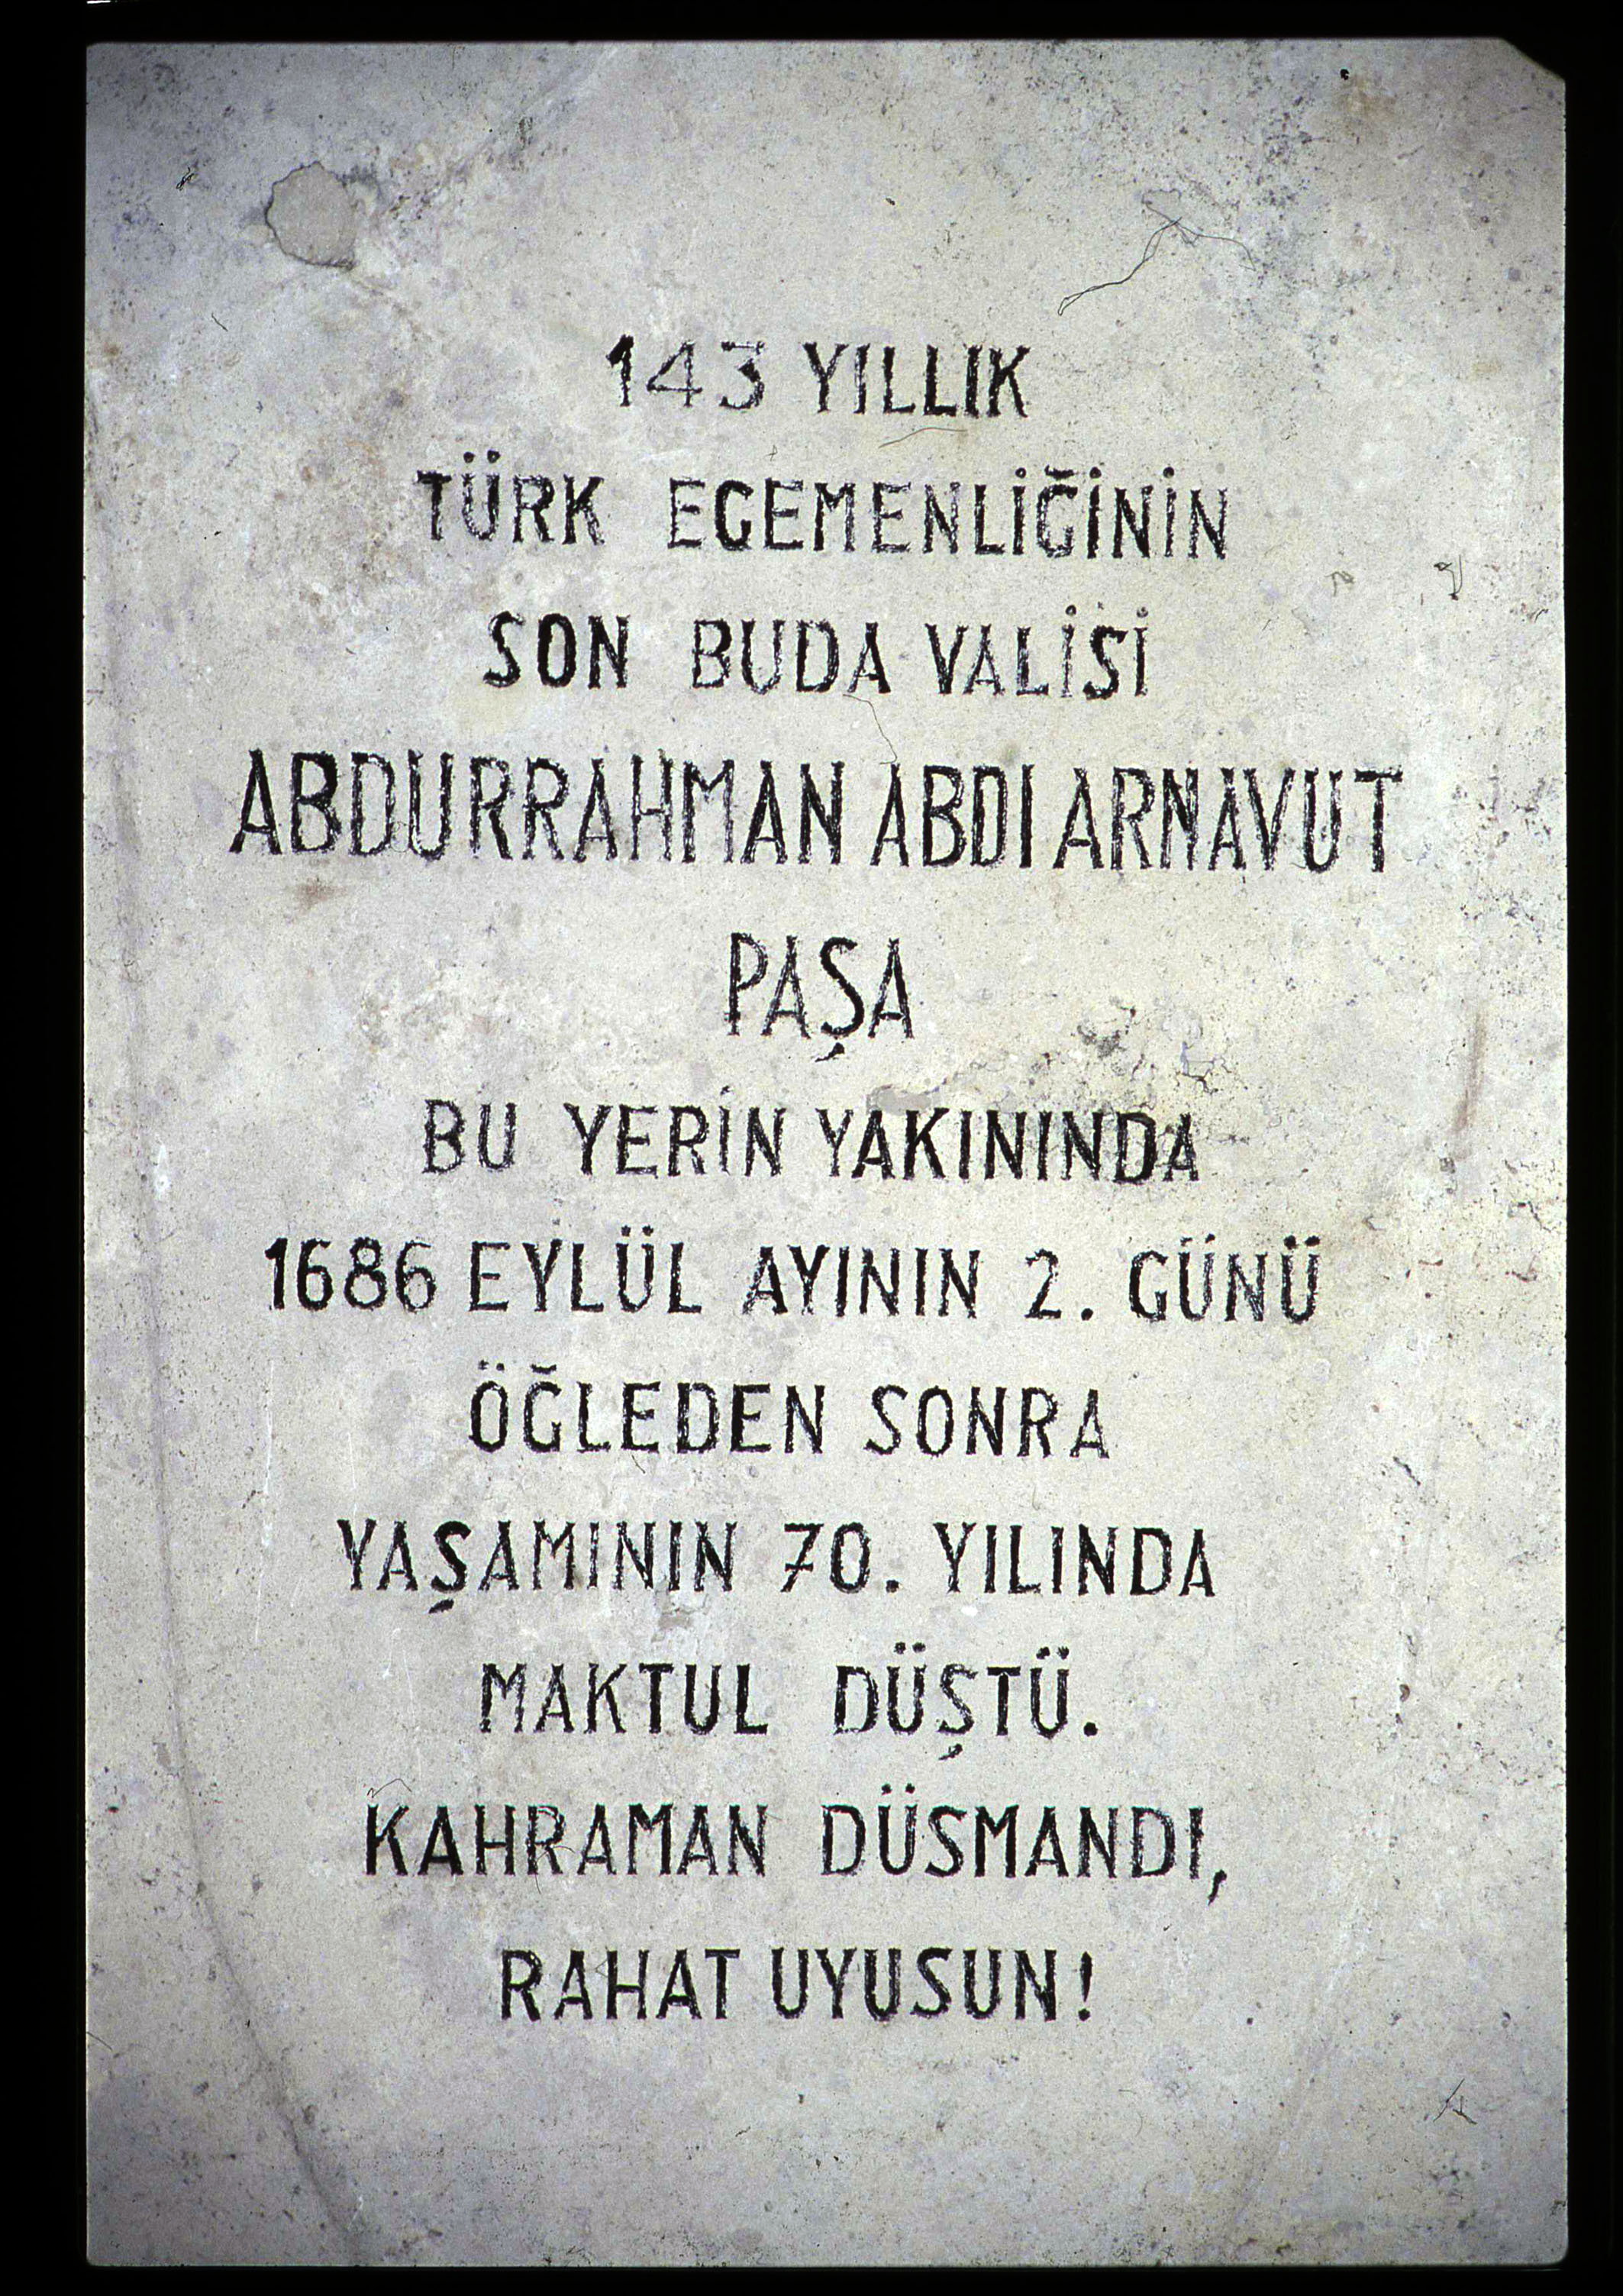 143 YILLIK
TÜRK EGEMENLİĞİNİN
SON BUDA VALİSİ
ABDURRAHMAN ABDI ARNAVUT
PAŞA
BU YERİN YAKININDA
1686 EYLÜL AYININ 2. GÜNÜ
ÖĞLEDEN SONRA
YAŞAMININ 70. YILINDA
MAKTUL DÜŞTÜ.
KAHRAMAN DÜSMANDI,
RAHAT UYUSUN!